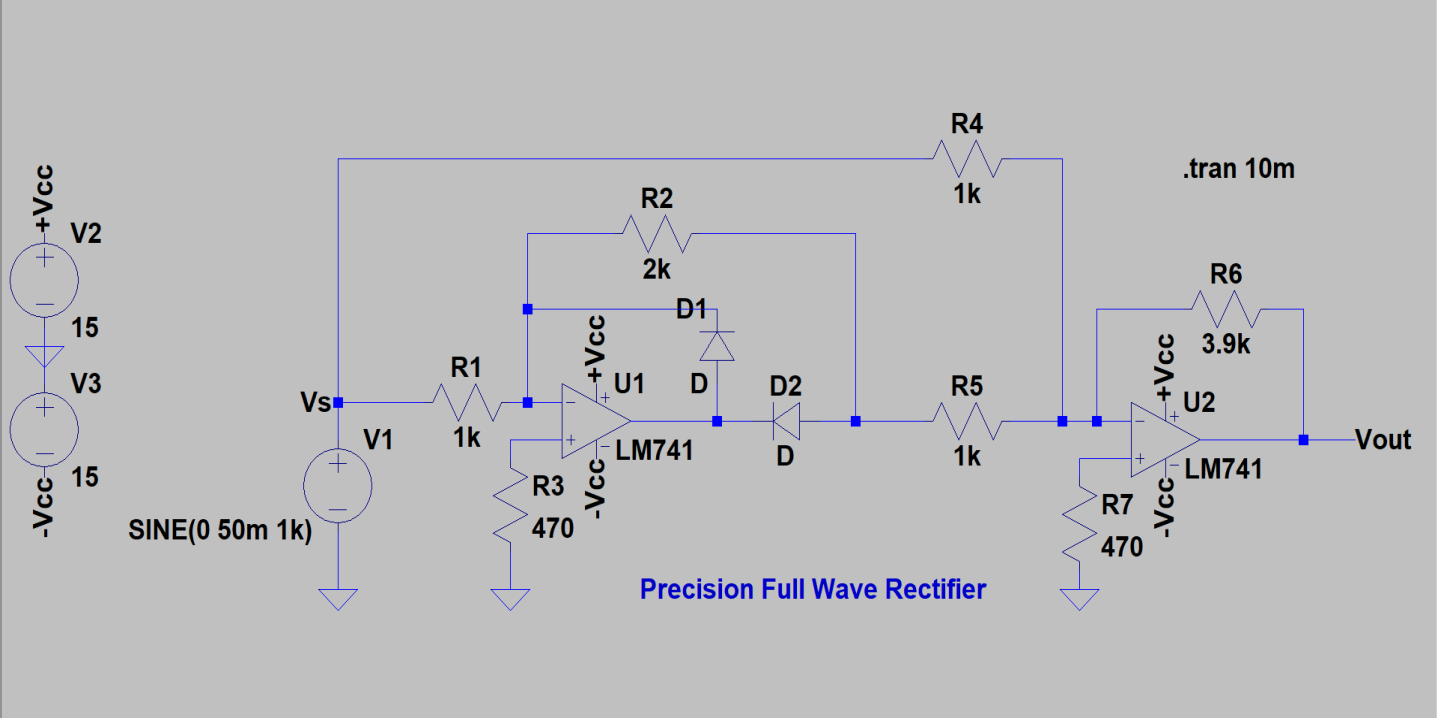 R4
1k
.tran 10m
+Vcc
V2
15
V3
15
-Vcc
R2
2k
D1
D
D2
D
R1
1k
+Vcc
U1
LM741
-Vcc
Vs
V1
SINE(0 50m 1k)
R3
470
R5
1k
R6
3.9k
+Vcc
U2
LM741
-Vcc
Vout
R7
470
Precision Full Wave Rectifier